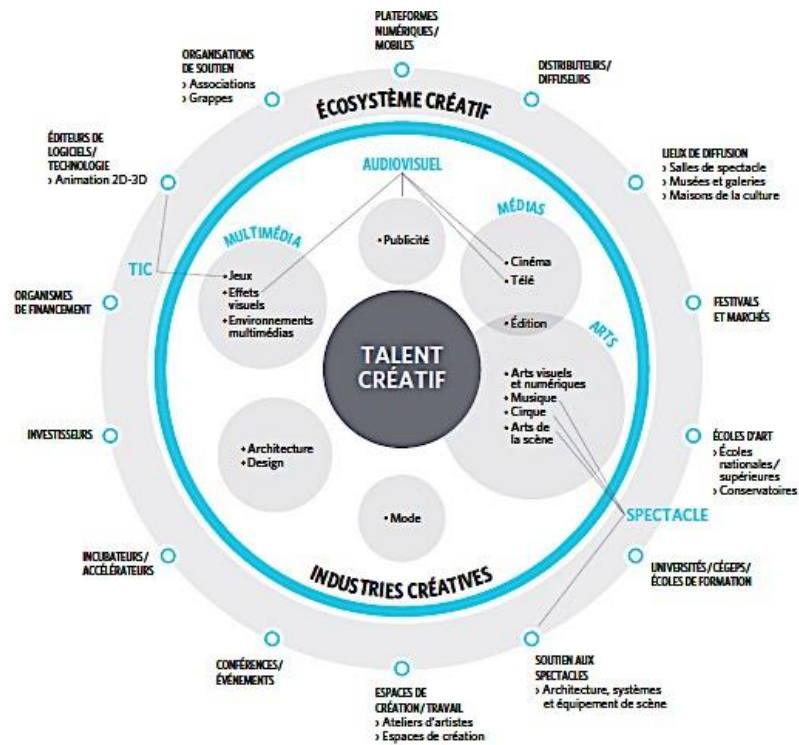 PLATEFORMES
NUMÉRIQUES/
MOBILES
DISTRIBUTEURS/
DIFFUSEURS
LIEUX DE DIFFUSION
› Salles de spectacle
› Musées et galeries
› Maisons de la culture
FESTIVALS
ET MARCHÉS
ÉCOLES D'ART
› Écoles
nationales/
supérieures
› Conservatoires
UNIVERSITÉS/CÉGEPS/
ÉCOLES DE FORMATION
SOUTIEN AUX
SPECTACLES
› Architecture, systèmes
et équipement de scène
ESPACES DE
CRÉATION/TRAVAIL
› Ateliers d'artistes
› Espaces de création
CONFÉRENCES/
ÉVÉNEMENTS
INCUBATEURS/
ACCÉLÉRATEURS
INVESTISSEURS
ORGANISMES
DE FINANCEMENT
ÉDITEURS DE
LOGICIELS/
TECHNOLOGIE
› Animation 2D-3D
ORGANISATIONS
DE SOUTIEN
› Associations
› Grappes
ÉCOSYSTÈME CRÉATIF
AUDIOVISUEL
TIC
MULTIMÉDIA
• Jeux
• Effets
visuels
• Environnements
multimédias
• Publicité
MÉDIAS
• Cinéma
• Télé
• Édition
ARTS
• Arts visuels
et numériques
• Musique
• Cirque
• Arts de
la scène
SPECTACLE
TALENT
CRÉATIF
• Architecture
• Design
• Mode
INDUSTRIES CRÉATIVES